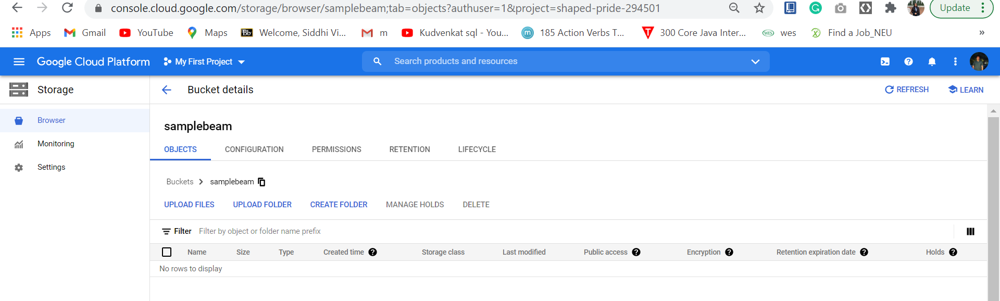 console.cloud.google.com/storage/browser/samplebeam;tab=objects?authuser=1&project=shaped-pride-294501
Update
Apps Gmail YouTube Maps Bb Welcome, Siddhi Vi... m Kudvenkat sql - You... m 185 Action Verbs T... T 300 Core Java Inter... WES wes Find a Job_NEU »
Google Cloud Platform My First Project Search products and resources
Storage Bucket details REFRESH LEARN
Browser
Monitoring
Settings
samplebeam
OBJECTS CONFIGURATION PERMISSIONS RETENTION LIFECYCLE
Buckets > samplebeam
UPLOAD FILES UPLOAD FOLDER CREATE FOLDER MANAGE HOLDS DELETE
Filter Filter by object or folder name prefix
Name Size Type Created time Storage class Last modified Public access Encryption Retention expiration date Holds
No rows to display